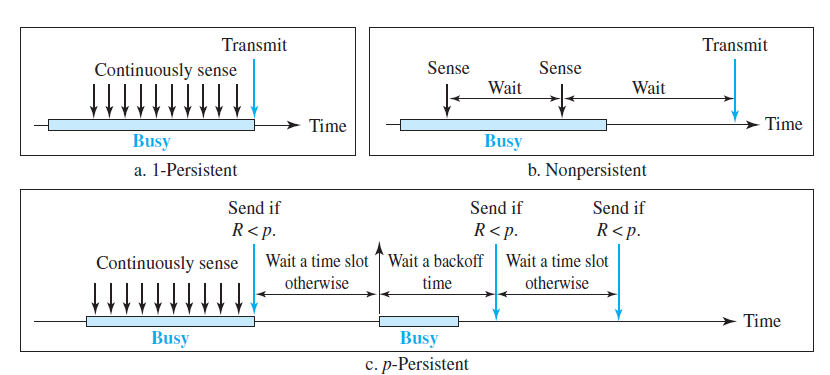 Transmit
Continuously sense
Time
Busy
a. 1-Persistent
Transmit
Sense
Sense
Wait
Wait
Time
Busy
b. Nonpersistent
Send if
R < p.
Send if
R < p.
Send if
R < p.
Continuously sense
Wait a time slot
otherwise
Wait a backoff
time
Wait a time slot
otherwise
Time
Busy
Busy
c. p-Persistent